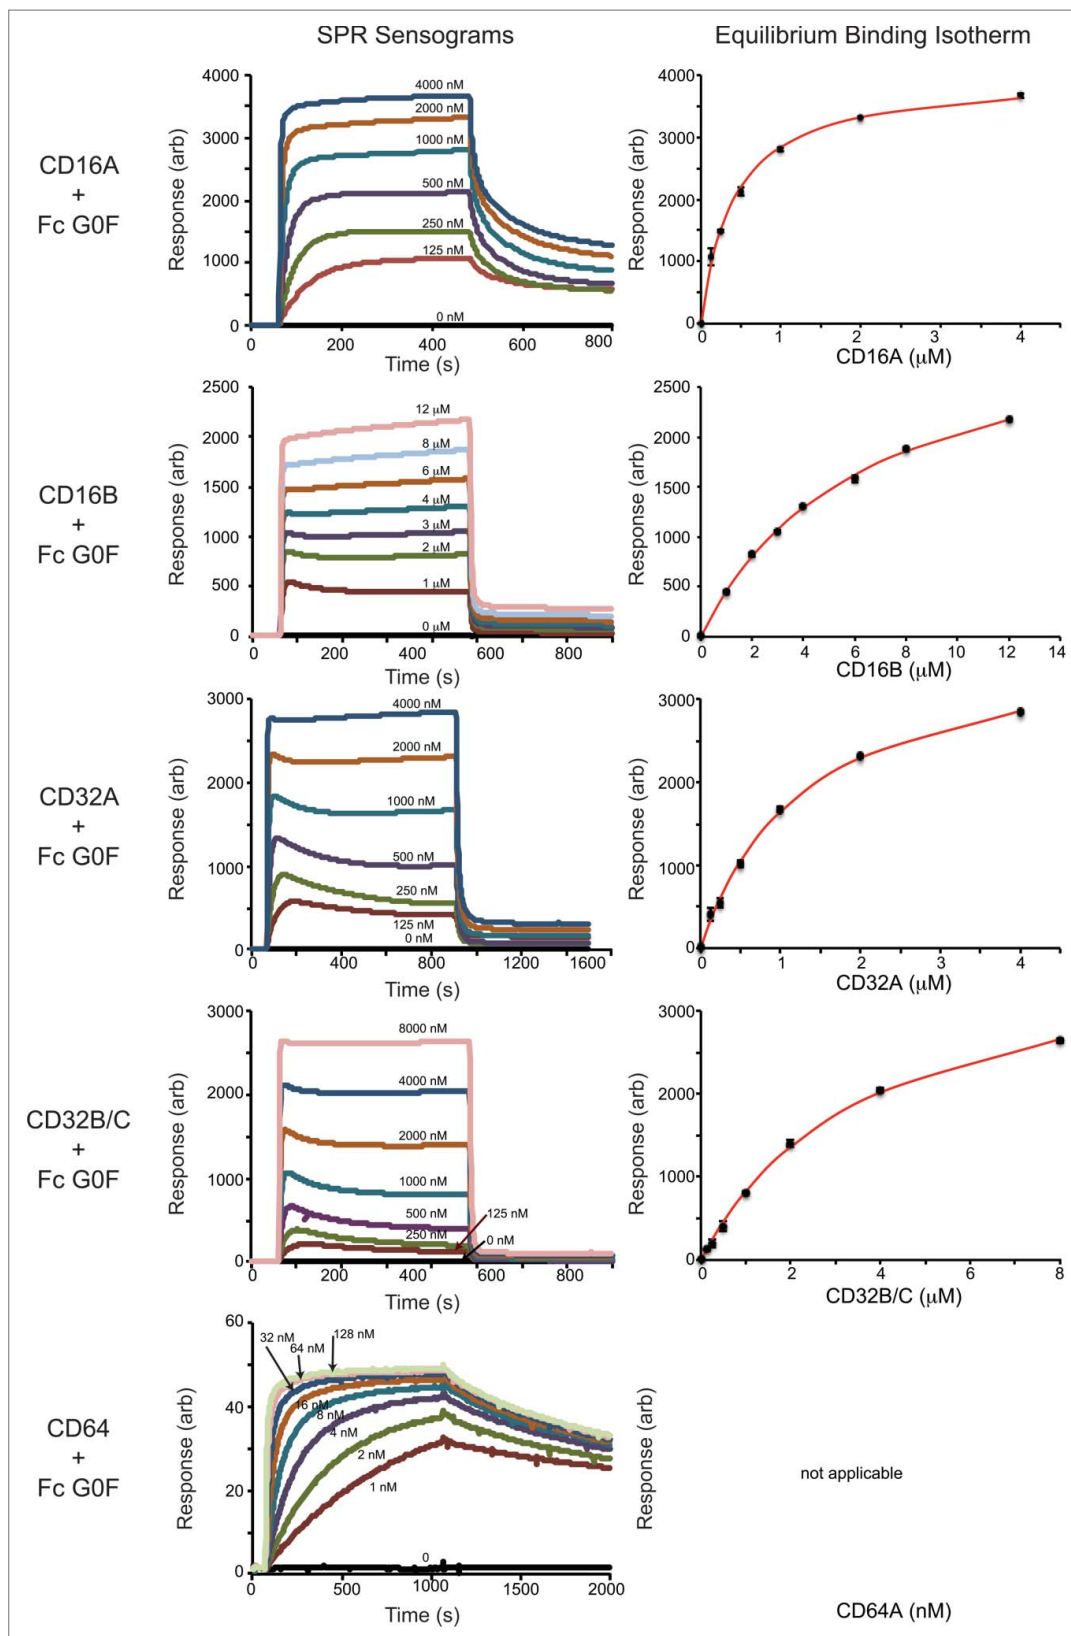 SPR Sensograms
Equilibrium Binding Isotherm
CD16A
+
Fc G0F
Response (arb)
4000
3000
2000
1000
0
4000 nM
2000 nM
1000 nM
500 nM
250 nM
125 nM
0 nM
0 200 400 600 800
Time (s)
Response (arb)
4000
3000
2000
1000
0
0 1 2 3 4
CD16A (μM)
CD16B
+
Fc G0F
Response (arb)
2500
2000
1500
1000
500
0
12 μM
8 μM
6 μM
4 μM
3 μM
2 μM
1 μM
0 μM
0 200 400 600 800
Time (s)
Response (arb)
2500
2000
1500
1000
500
0
0 2 4 6 8 10 12 14
CD16B (μM)
CD32A
+
Fc G0F
Response (arb)
3000
2000
1000
0
4000 nM
2000 nM
1000 nM
500 nM
250 nM
125 nM
0 nM
0 400 800 1200 1600
Time (s)
Response (arb)
3000
2000
1000
0
0 1 2 3 4
CD32A (μM)
CD32B/C
+
Fc G0F
Response (arb)
3000
2000
1000
0
8000 nM
4000 nM
2000 nM
1000 nM
500 nM
250 nM
125 nM
0 nM
0 200 400 600 800
Time (s)
Response (arb)
3000
2000
1000
0
0 2 4 6 8
CD32B/C (μM)
CD64
+
Fc G0F
Response (arb)
60
40
20
0
32 nM
64 nM
128 nM
16 nM
8 nM
4 nM
2 nM
1 nM
0
0 500 1000 1500 2000
Time (s)
Response (arb)
not applicable
CD64A (nM)